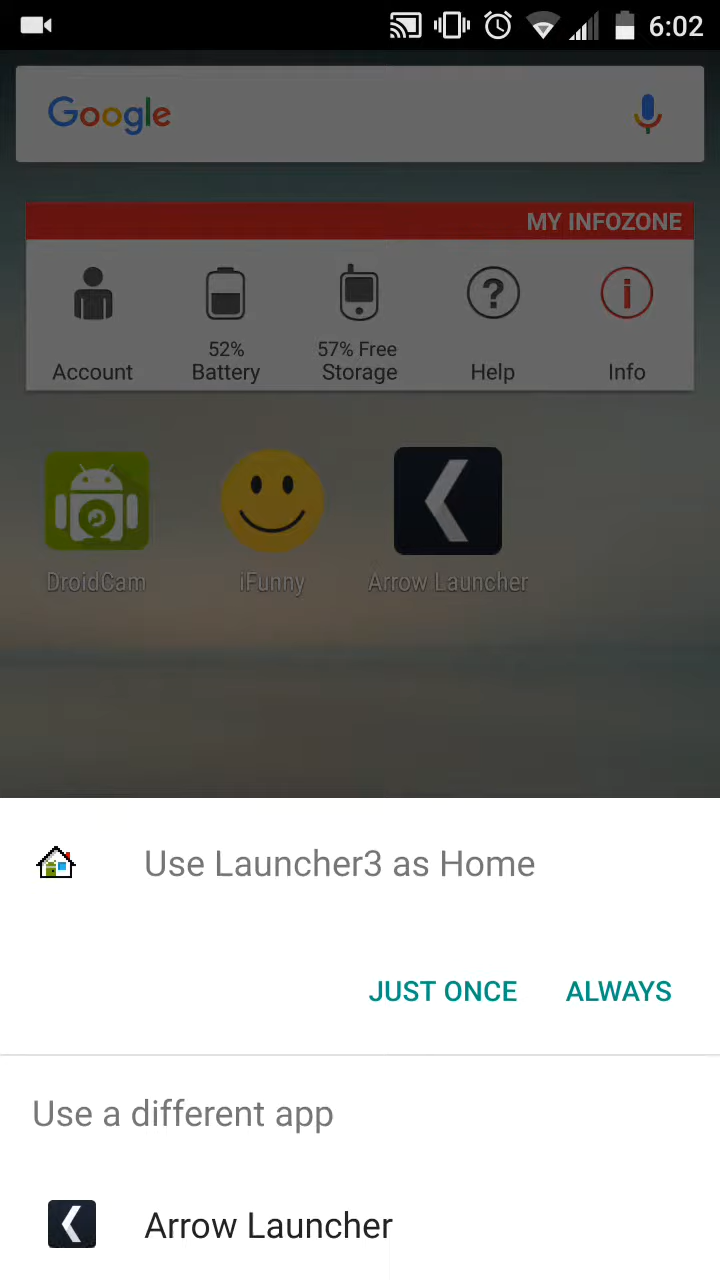 6:02
Google
MY INFOZONE
52% 57% Free
Account Battery Storage Help Info
DroidCam iFunny Arrow Launcher
Use Launcher3 as Home
JUST ONCE ALWAYS
Use a different app
Arrow Launcher